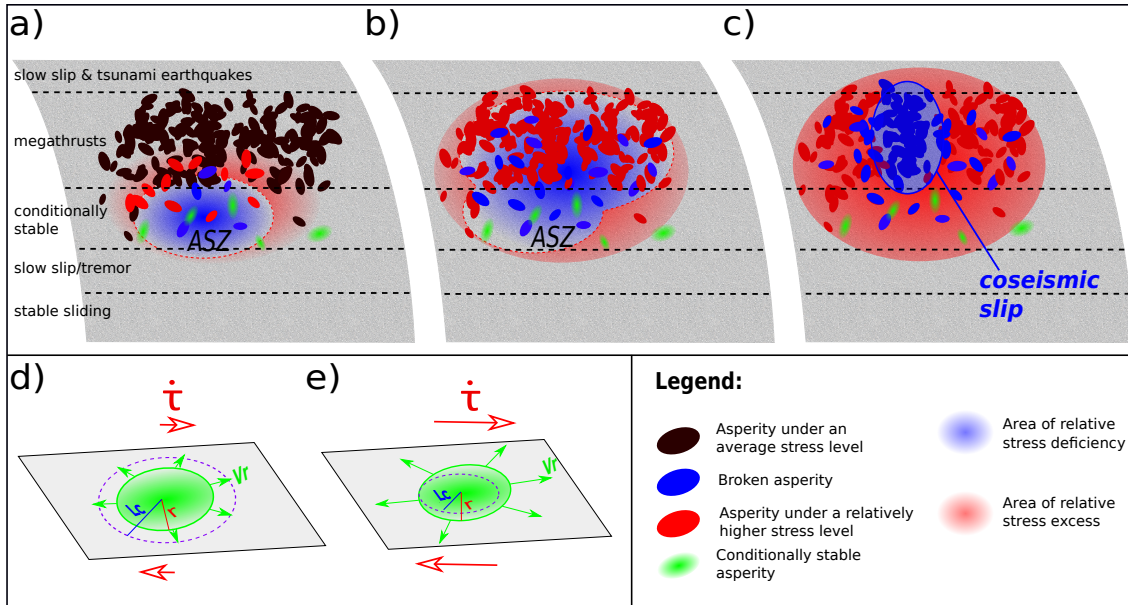 a)
b)
c)
slow slip & tsunami earthquakes
megathrusts
conditionally
stable
slow slip/tremor
stable sliding
ASZ
ASZ
coseismic
slip
d)
e)
τ̇
τ̇
Vr
r
Vr
r
Legend:
Asperity under an
average stress level
Broken asperity
Asperity under a relatively
higher stress level
Conditionally stable
asperity
Area of relative
stress deficiency
Area of relative
stress excess